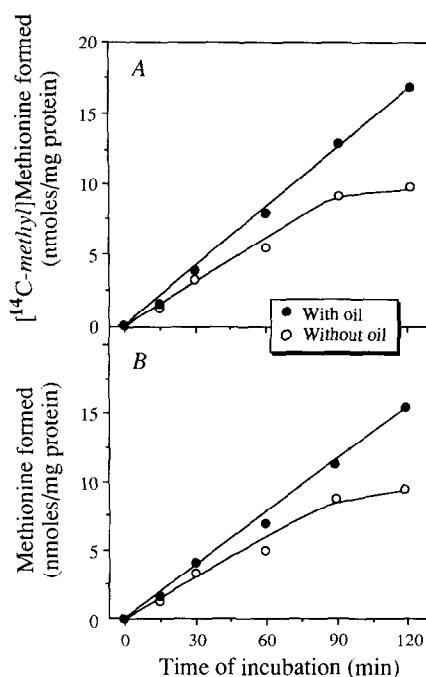 20
A
15
10
5
0
[¹⁴C-methyl]Methionine formed
(nmoles/mg protein)
With oil
Without oil
B
15
10
5
0
Methionine formed
(nmoles/mg protein)
0 30 60 90 120
Time of incubation (min)